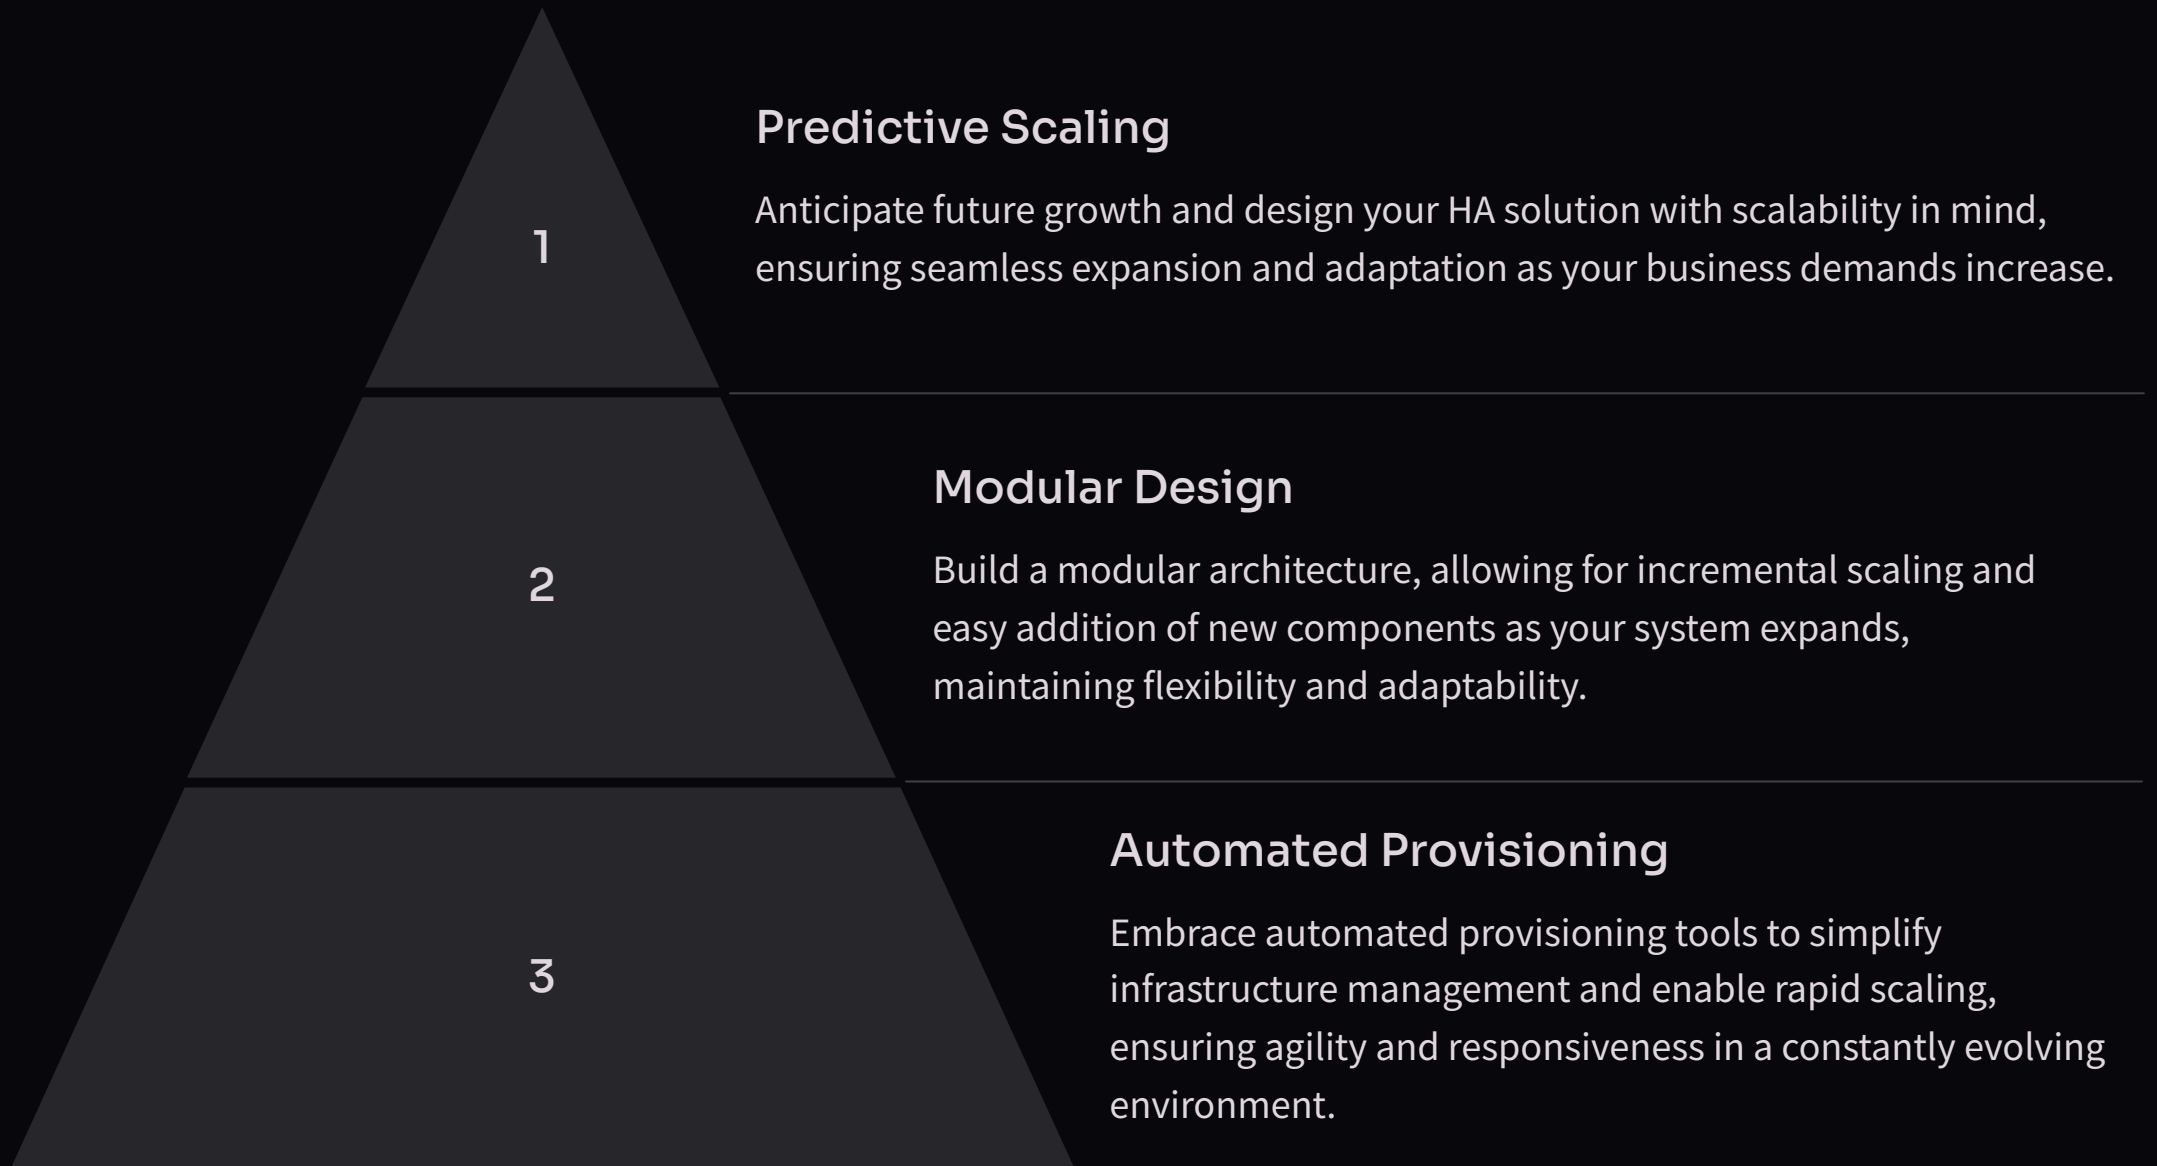 1
Predictive Scaling
Anticipate future growth and design your HA solution with scalability in mind,
ensuring seamless expansion and adaptation as your business demands increase.
2
Modular Design
Build a modular architecture, allowing for incremental scaling and
easy addition of new components as your system expands,
maintaining flexibility and adaptability.
3
Automated Provisioning
Embrace automated provisioning tools to simplify
infrastructure management and enable rapid scaling,
ensuring agility and responsiveness in a constantly evolving
environment.